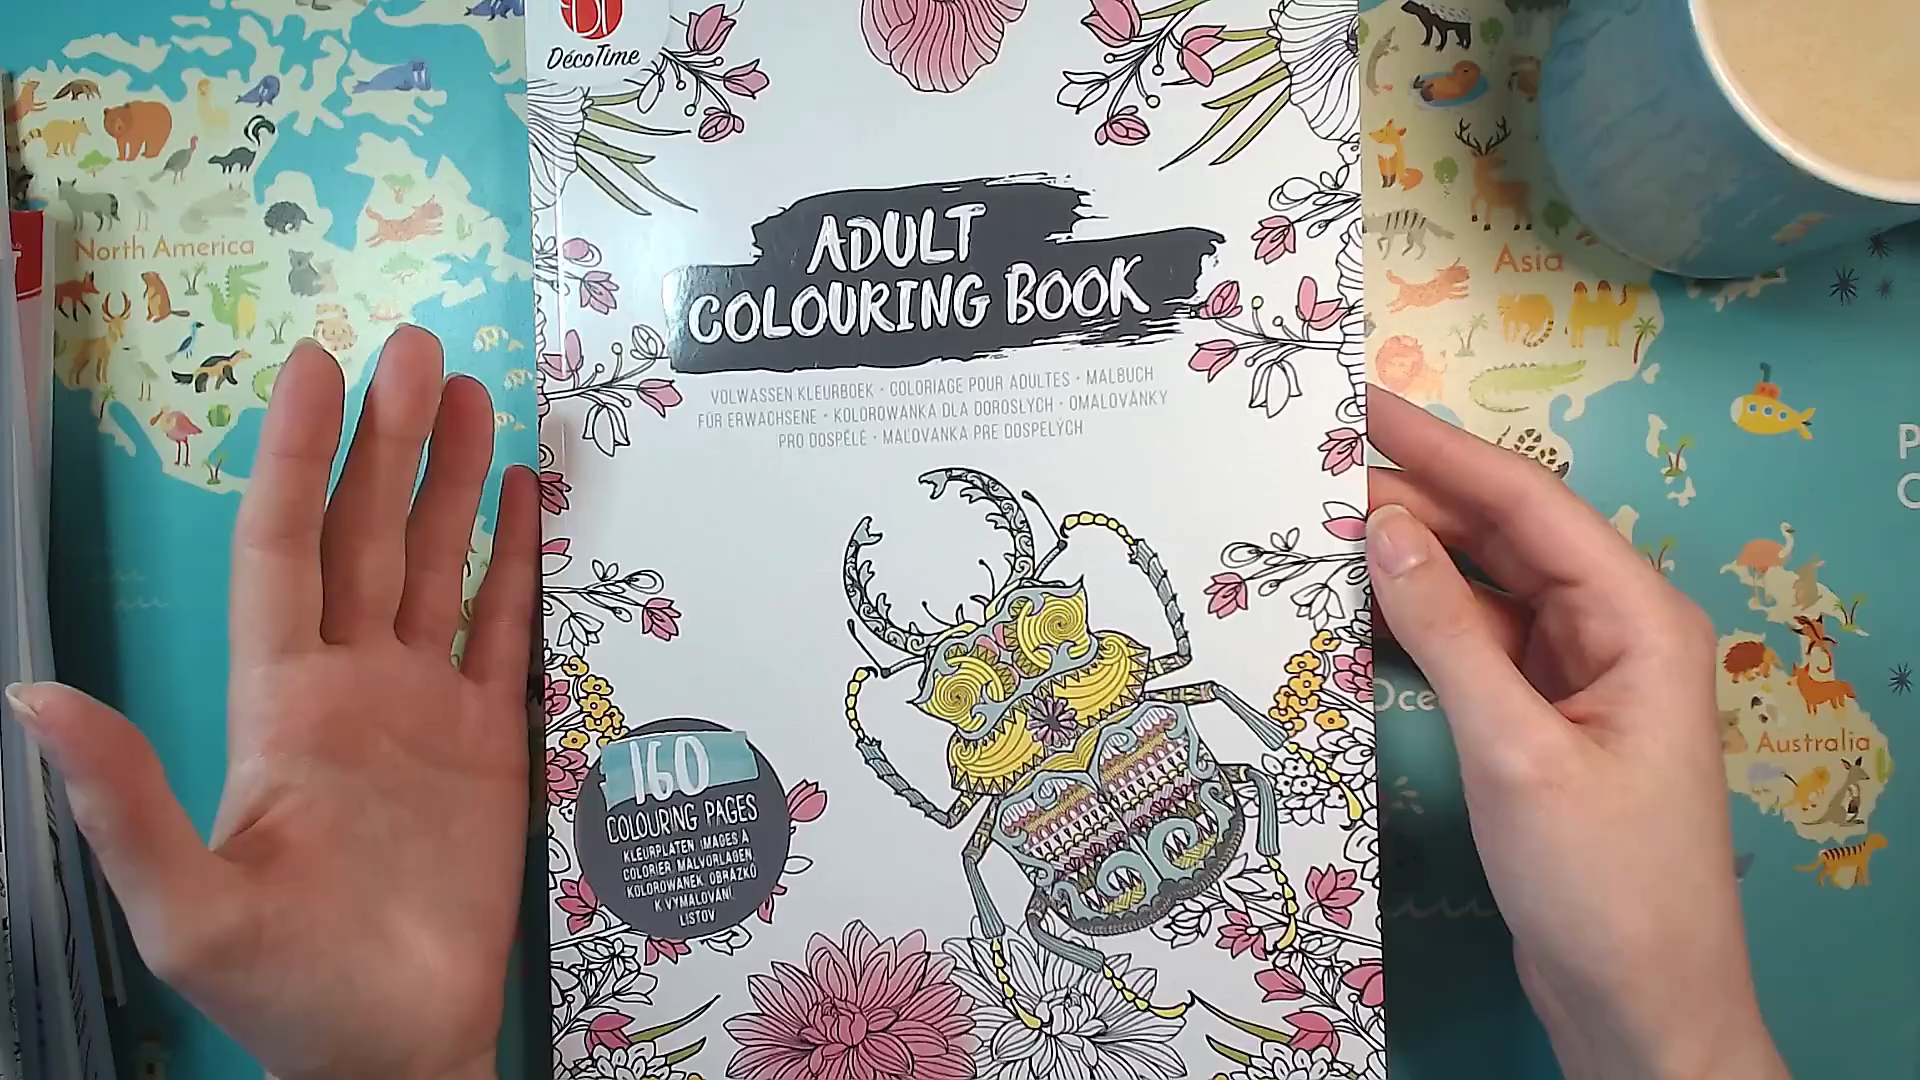 DécoTime
ADULT
COLOURING BOOK
VOLWASSEN KLEURBOEK • COLORIAGE POUR ADULTES • MALBUCH
FÜR ERWACHSENE • KOLOROWANKA DLA DOROSŁYCH • OMALOVÁNKY
PRO DOSPĚLÉ • MAĽOVANKA PRE DOSPELÝCH
160
COLOURING PAGES
KLEURPLATEN IMAGES À
COLORIER MALVORLAGEN
KOLOROWANEK OBRÁZKŮ
K VYMALOVÁNÍ
LISTOV
North America
Asia
Australia